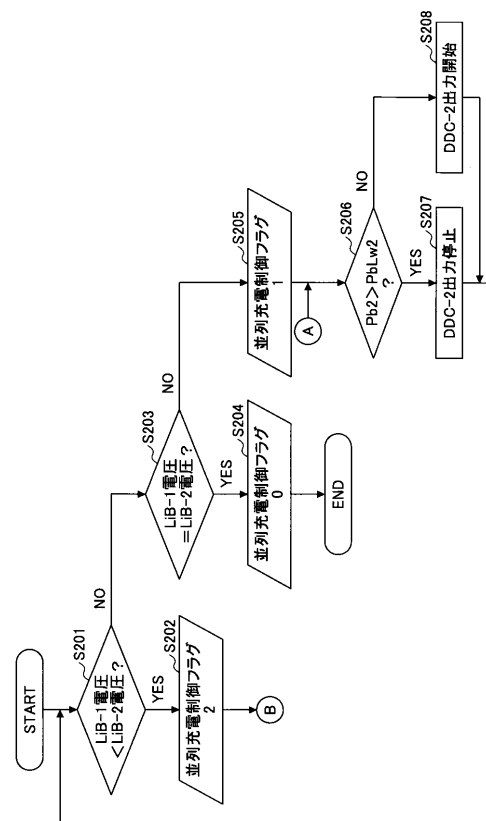 START
S201
LiB-1電圧
<LiB-2電圧?
YES
NO
S202
並列充電制御フラグ
2
B
S203
LiB-1電圧
=LiB-2電圧?
YES
NO
S204
並列充電制御フラグ
0
END
S205
並列充電制御フラグ
1
A
S206
Pb2>PbLw2
?
YES
NO
S207
DDC-2出力停止
S208
DDC-2出力開始